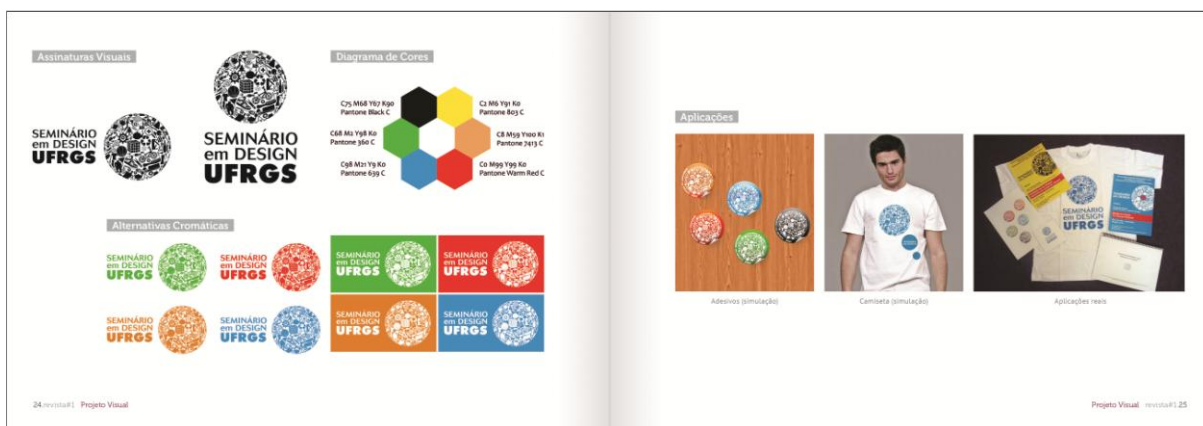 Assinaturas Visuais
SEMINÁRIO
em DESIGN
UFRGS
SEMINÁRIO
em DESIGN
UFRGS
Diagrama de Cores
C75 M68 Y67 K90
Pantone Black C
C2 M6 Y91 K0
Pantone 803 C
C68 M2 Y98 K0
Pantone 360 C
C8 M59 Y100 K1
Pantone 7413 C
C98 M21 Y9 K0
Pantone 639 C
C0 M99 Y99 K0
Pantone Warm Red C
Alternativas Cromáticas
SEMINÁRIO
em DESIGN
UFRGS
SEMINÁRIO
em DESIGN
UFRGS
SEMINÁRIO
em DESIGN
UFRGS
SEMINÁRIO
em DESIGN
UFRGS
SEMINÁRIO
em DESIGN
UFRGS
SEMINÁRIO
em DESIGN
UFRGS
SEMINÁRIO
em DESIGN
UFRGS
SEMINÁRIO
em DESIGN
UFRGS
24.revista#1 Projeto Visual
Aplicações
SEMINÁRIO
em DESIGN
UFRGS
Adesivos (simulação)
Camiseta (simulação)
Aplicações reais
Projeto Visual revista#1.25